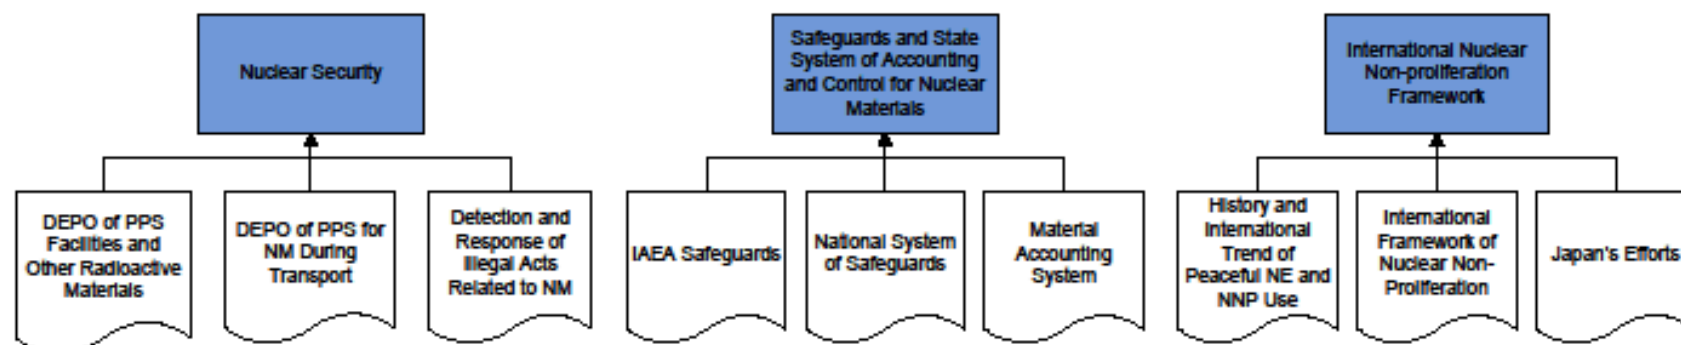 Nuclear Security
Safeguards and State
System of Accounting
and Control for Nuclear
Materials
International Nuclear
Non-proliferation
Framework
DEPO of PPS
Facilities and
Other Radioactive
Materials
DEPO of PPS for
NM During
Transport
Detection and
Response of
Illegal Acts
Related to NM
IAEA Safeguards
National System
of Safeguards
Material
Accounting
System
History and
International
Trend of
Peaceful NE and
NNP Use
International
Framework of
Nuclear Non-
Proliferation
Japan's Efforts